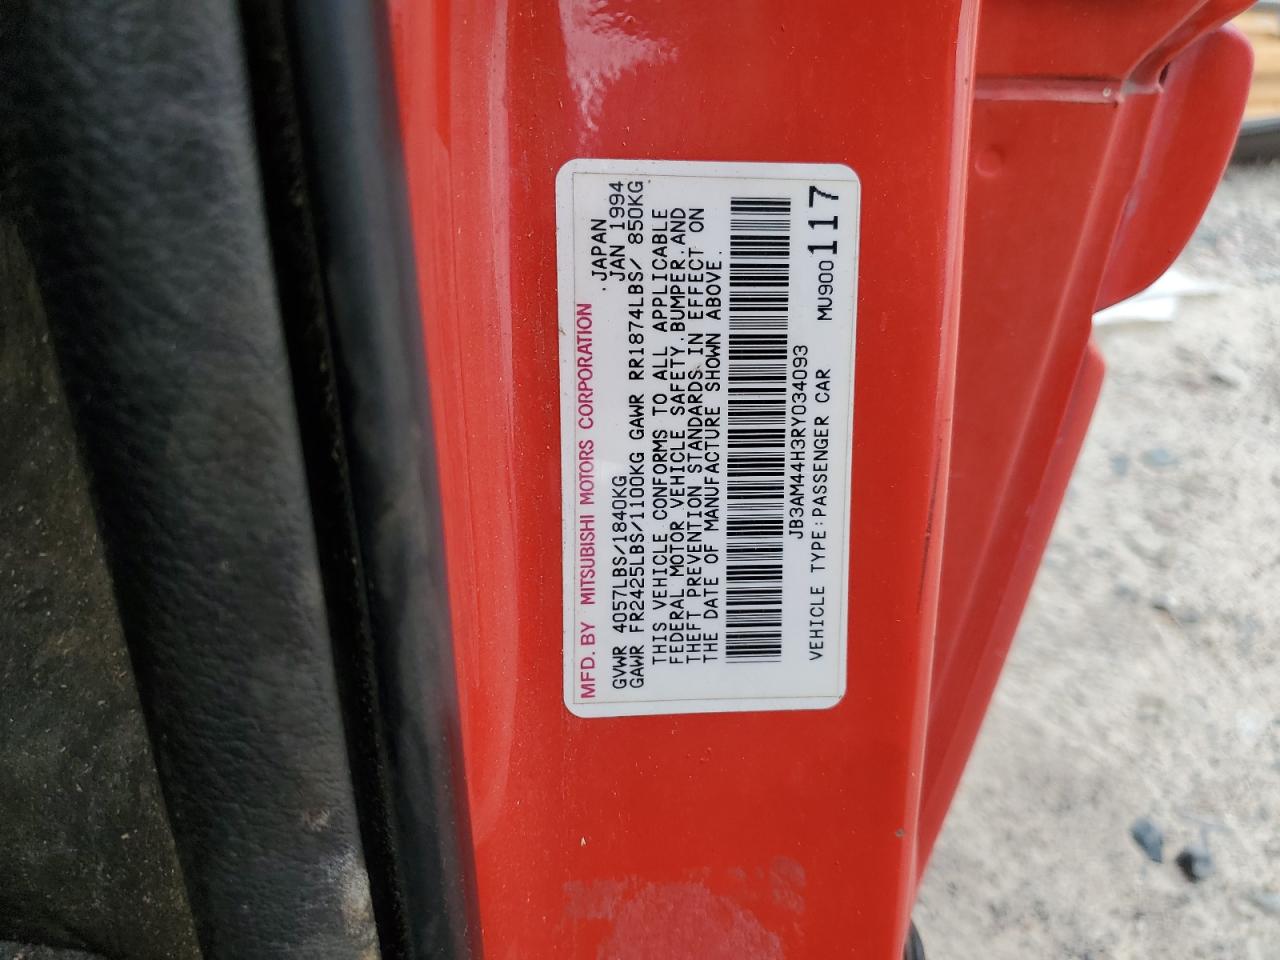 MFD. BY MITSUBISHI MOTORS CORPORATION
JAPAN
GVWR 4057LBS/1840KG JAN 1994
GAWR FR2425LBS/1100KG GAWR RR1874LBS/ 850KG
THIS VEHICLE CONFORMS TO ALL APPLICABLE
FEDERAL MOTOR VEHICLE SAFETY,BUMPER,AND
THEFT PREVENTION STANDARDS IN EFFECT ON
THE DATE OF MANUFACTURE SHOWN ABOVE.
JB3AM44H3RY034093
VEHICLE TYPE:PASSENGER CAR MU900117